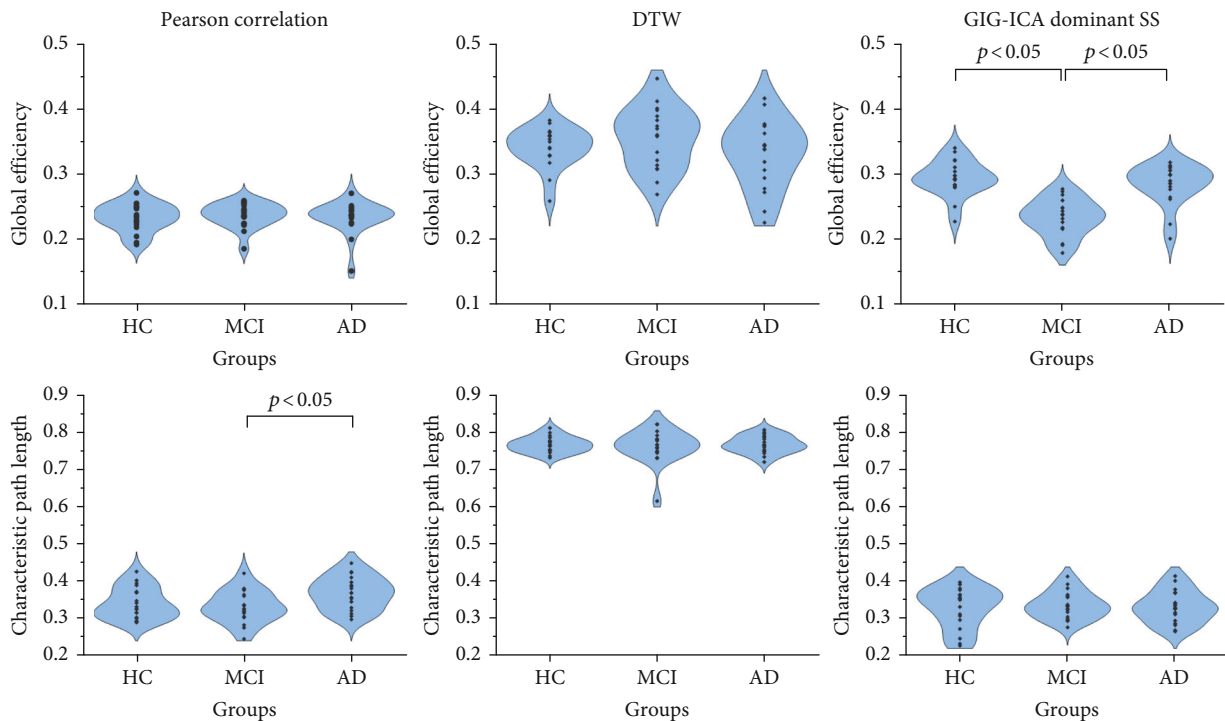 Pearson correlation
0.5
0.4
0.3
0.2
0.1
Global efficiency
HC MCI AD
Groups
DTW
0.5
0.4
0.3
0.2
0.1
Global efficiency
HC MCI AD
Groups
GIG-ICA dominant SS
0.5
0.4
0.3
0.2
0.1
Global efficiency
p < 0.05 p < 0.05
HC MCI AD
Groups
0.9
0.8
0.7
0.6
0.5
0.4
0.3
0.2
Characteristic path length
p < 0.05
HC MCI AD
Groups
0.9
0.8
0.7
0.6
0.5
0.4
0.3
0.2
Characteristic path length
HC MCI AD
Groups
0.9
0.8
0.7
0.6
0.5
0.4
0.3
0.2
Characteristic path length
HC MCI AD
Groups